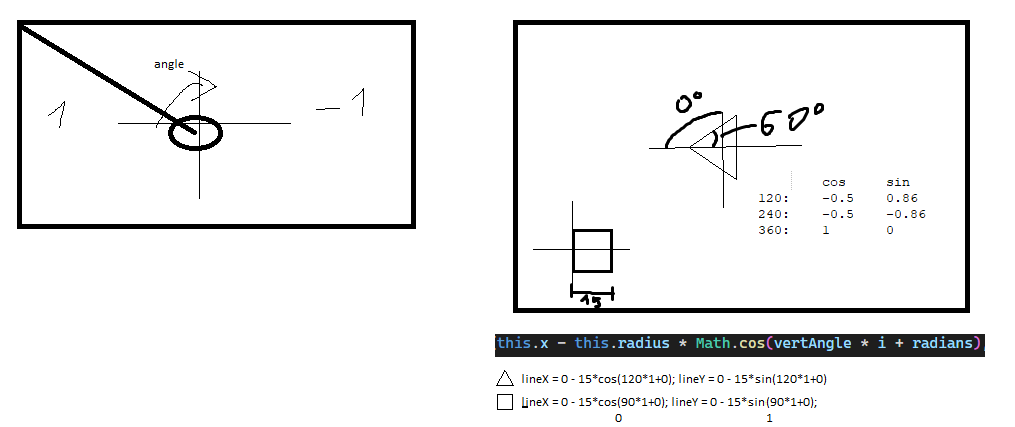 angle
1
-1
0°
60°
cos sin
120: -0.5 0.86
240: -0.5 -0.86
360: 1 0
15
this.x - this.radius * Math.cos(vertAngle * i + radians),
lineX = 0 - 15*cos(120*1+0); lineY = 0 - 15*sin(120*1+0)
lineX = 0 - 15*cos(90*1+0); lineY = 0 - 15*sin(90*1+0);
0 1